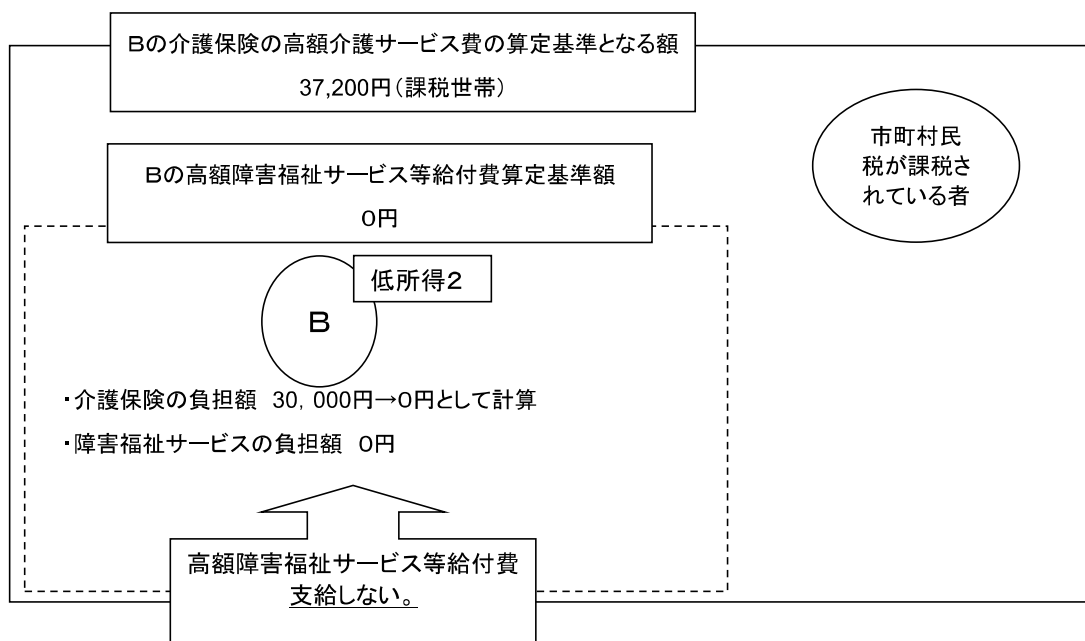 Bの介護保険の高額介護サービス費の算定基準となる額
37,200円(課税世帯)
市町村民
税が課税さ
れている者
Bの高額障害福祉サービス等給付費算定基準額
0円
低所得2
B
・介護保険の負担額 30,000円→0円として計算
・障害福祉サービスの負担額 0円
高額障害福祉サービス等給付費
支給しない。